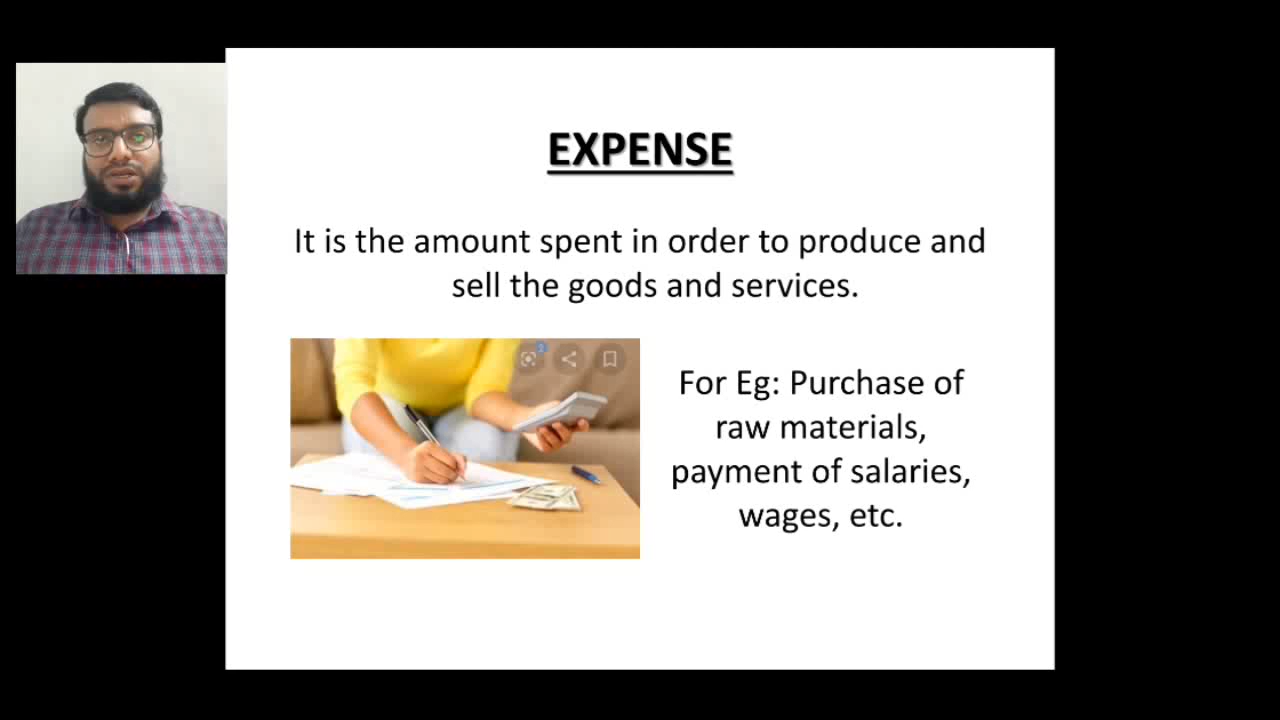 EXPENSE
It is the amount spent in order to produce and
sell the goods and services.
For Eg: Purchase of
raw materials,
payment of salaries,
wages, etc.